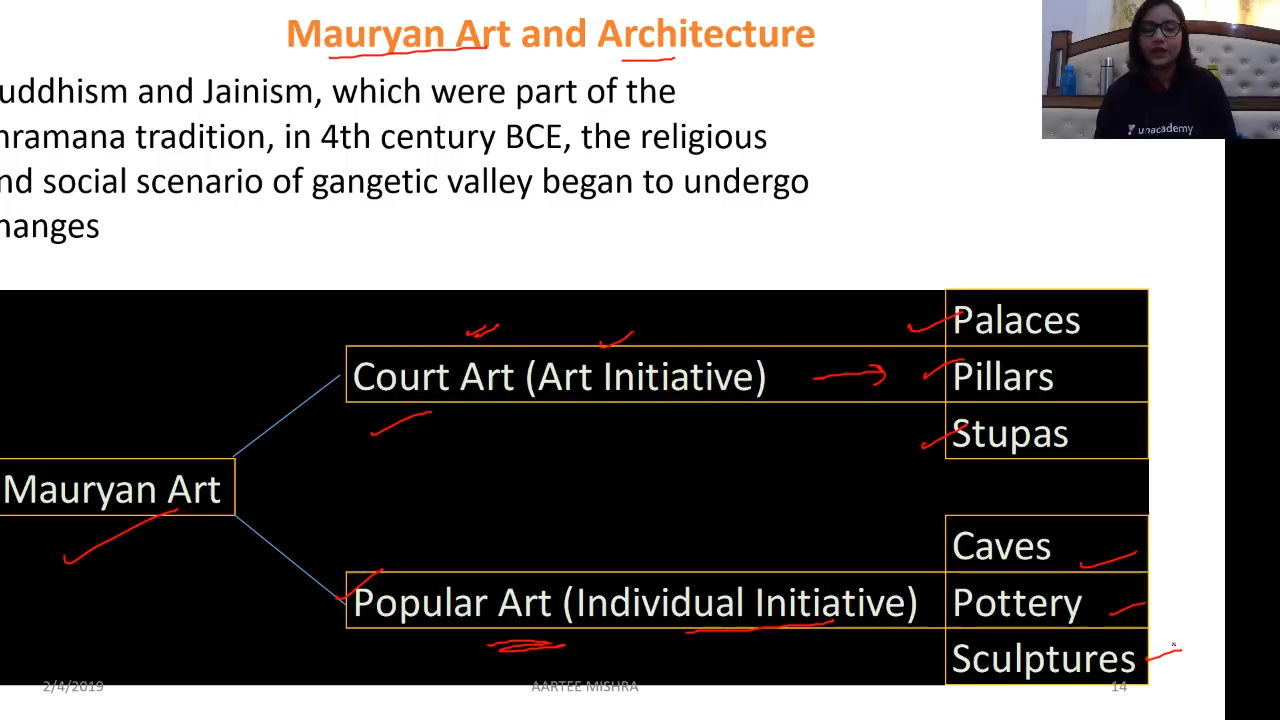 Mauryan Art and Architecture
unacademy
uddhism and Jainism, which were part of the
hramana tradition, in 4th century BCE, the religious
nd social scenario of gangetic valley began to undergo
hanges
Palaces
Court Art (Art Initiative)
Pillars
Stupas
Mauryan Art
Caves
Popular Art (Individual Initiative)
Pottery
Sculptures
2/4/2019
AARTEE MISHRA
14